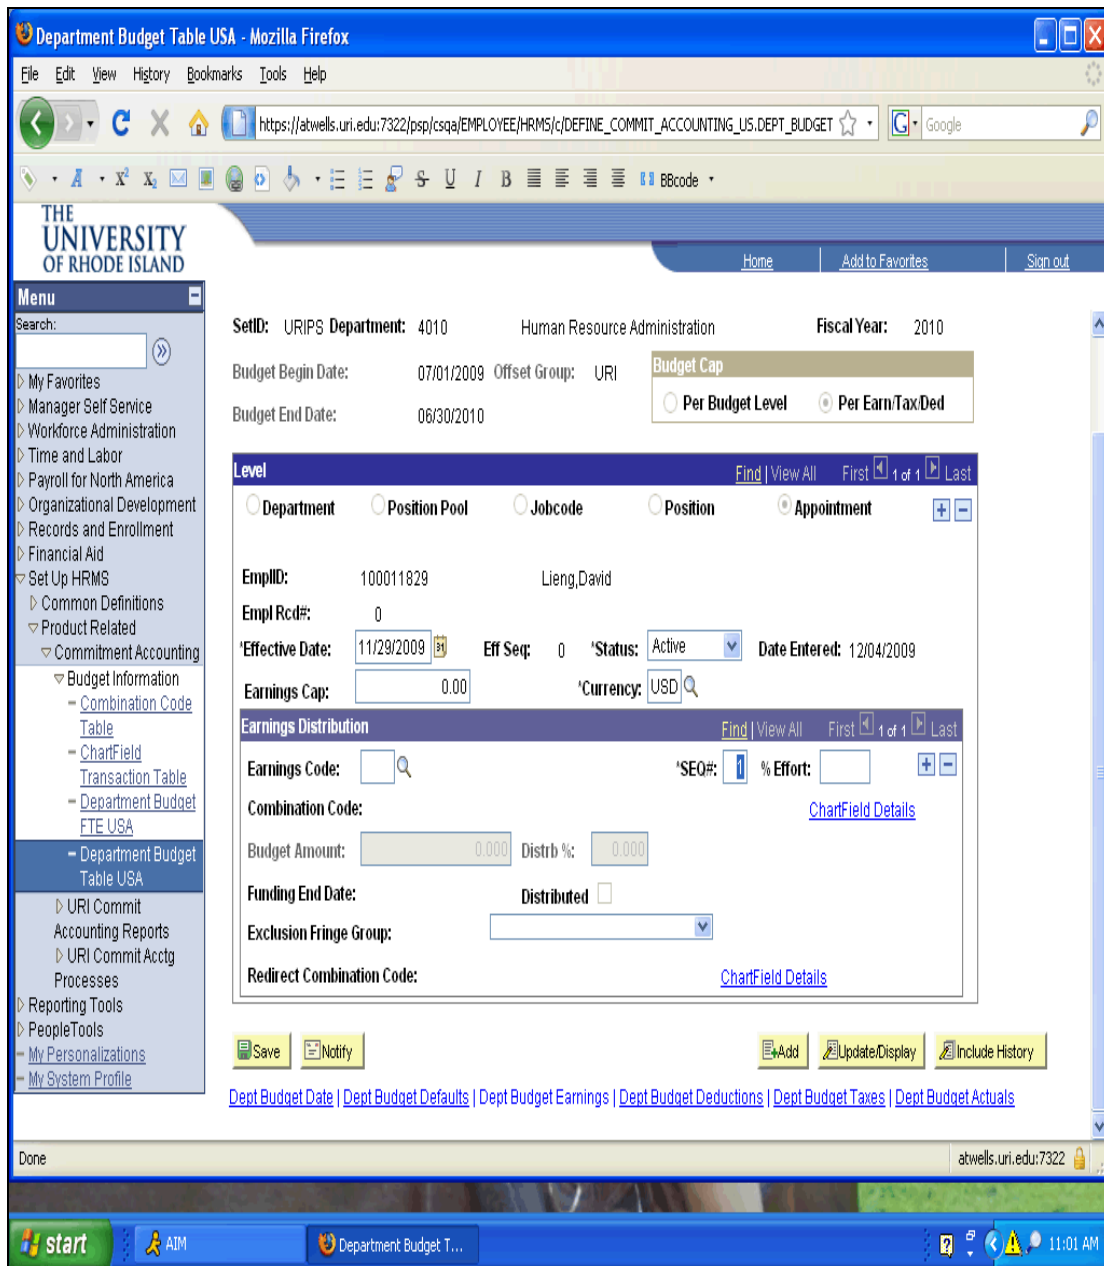 Department Budget Table USA - Mozilla Firefox
File Edit View History Bookmarks Tools Help
https://atwells.uri.edu:7322/psp/csqa/EMPLOYEE/HRMS/c/DEFINE_COMMIT_ACCOUNTING_US.DEPT_BUDGET
G Google
A X² X₂ S U I B BBcode
THE
UNIVERSITY
OF RHODE ISLAND
Home Add to Favorites Sign out
Menu
Search:
My Favorites
Manager Self Service
Workforce Administration
Time and Labor
Payroll for North America
Organizational Development
Records and Enrollment
Financial Aid
Set Up HRMS
Common Definitions
Product Related
Commitment Accounting
Budget Information
Combination Code
Table
ChartField
Transaction Table
Department Budget
FTE USA
Department Budget
Table USA
URI Commit
Accounting Reports
URI Commit Acctg
Processes
Reporting Tools
PeopleTools
My Personalizations
My System Profile
SetID: URIPS Department: 4010 Human Resource Administration Fiscal Year: 2010
Budget Begin Date: 07/01/2009 Offset Group: URI
Budget End Date: 06/30/2010
Budget Cap
Per Budget Level Per Earn/Tax/Ded
Level Find | View All First 1 of 1 Last
Department Position Pool Jobcode Position Appointment
EmplID: 100011829 Lieng,David
Empl Rcd#: 0
*Effective Date: 11/29/2009 31 Eff Seq: 0 *Status: Active Date Entered: 12/04/2009
Earnings Cap: 0.00 *Currency: USD
Earnings Distribution Find | View All First 1 of 1 Last
Earnings Code: *SEQ#: 1 % Effort:
Combination Code: ChartField Details
Budget Amount: 0.000 Distrb %: 0.000
Funding End Date: Distributed
Exclusion Fringe Group:
Redirect Combination Code: ChartField Details
Save Notify Add Update/Display Include History
Dept Budget Date | Dept Budget Defaults | Dept Budget Earnings | Dept Budget Deductions | Dept Budget Taxes | Dept Budget Actuals
Done atwells.uri.edu:7322
start AIM Department Budget T... 11:01 AM